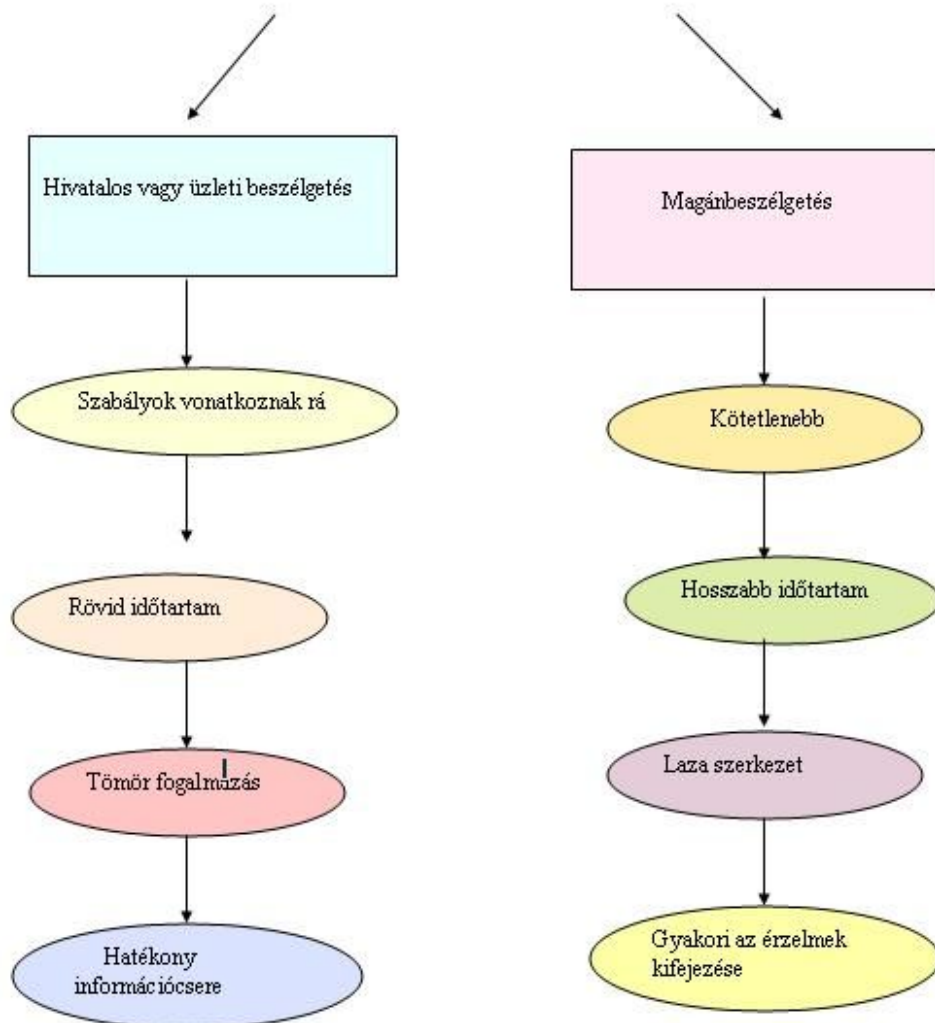 Hivatalos vagy üzleti beszélgetés
Szabályok vonatkoznak rá
Rövid időtartam
Tömör fogalmazás
Hatékony
információcsere
Magánbeszélgetés
Kötetlenebb
Hosszabb időtartam
Laza szerkezet
Gyakori az érzelmek
kifejezése